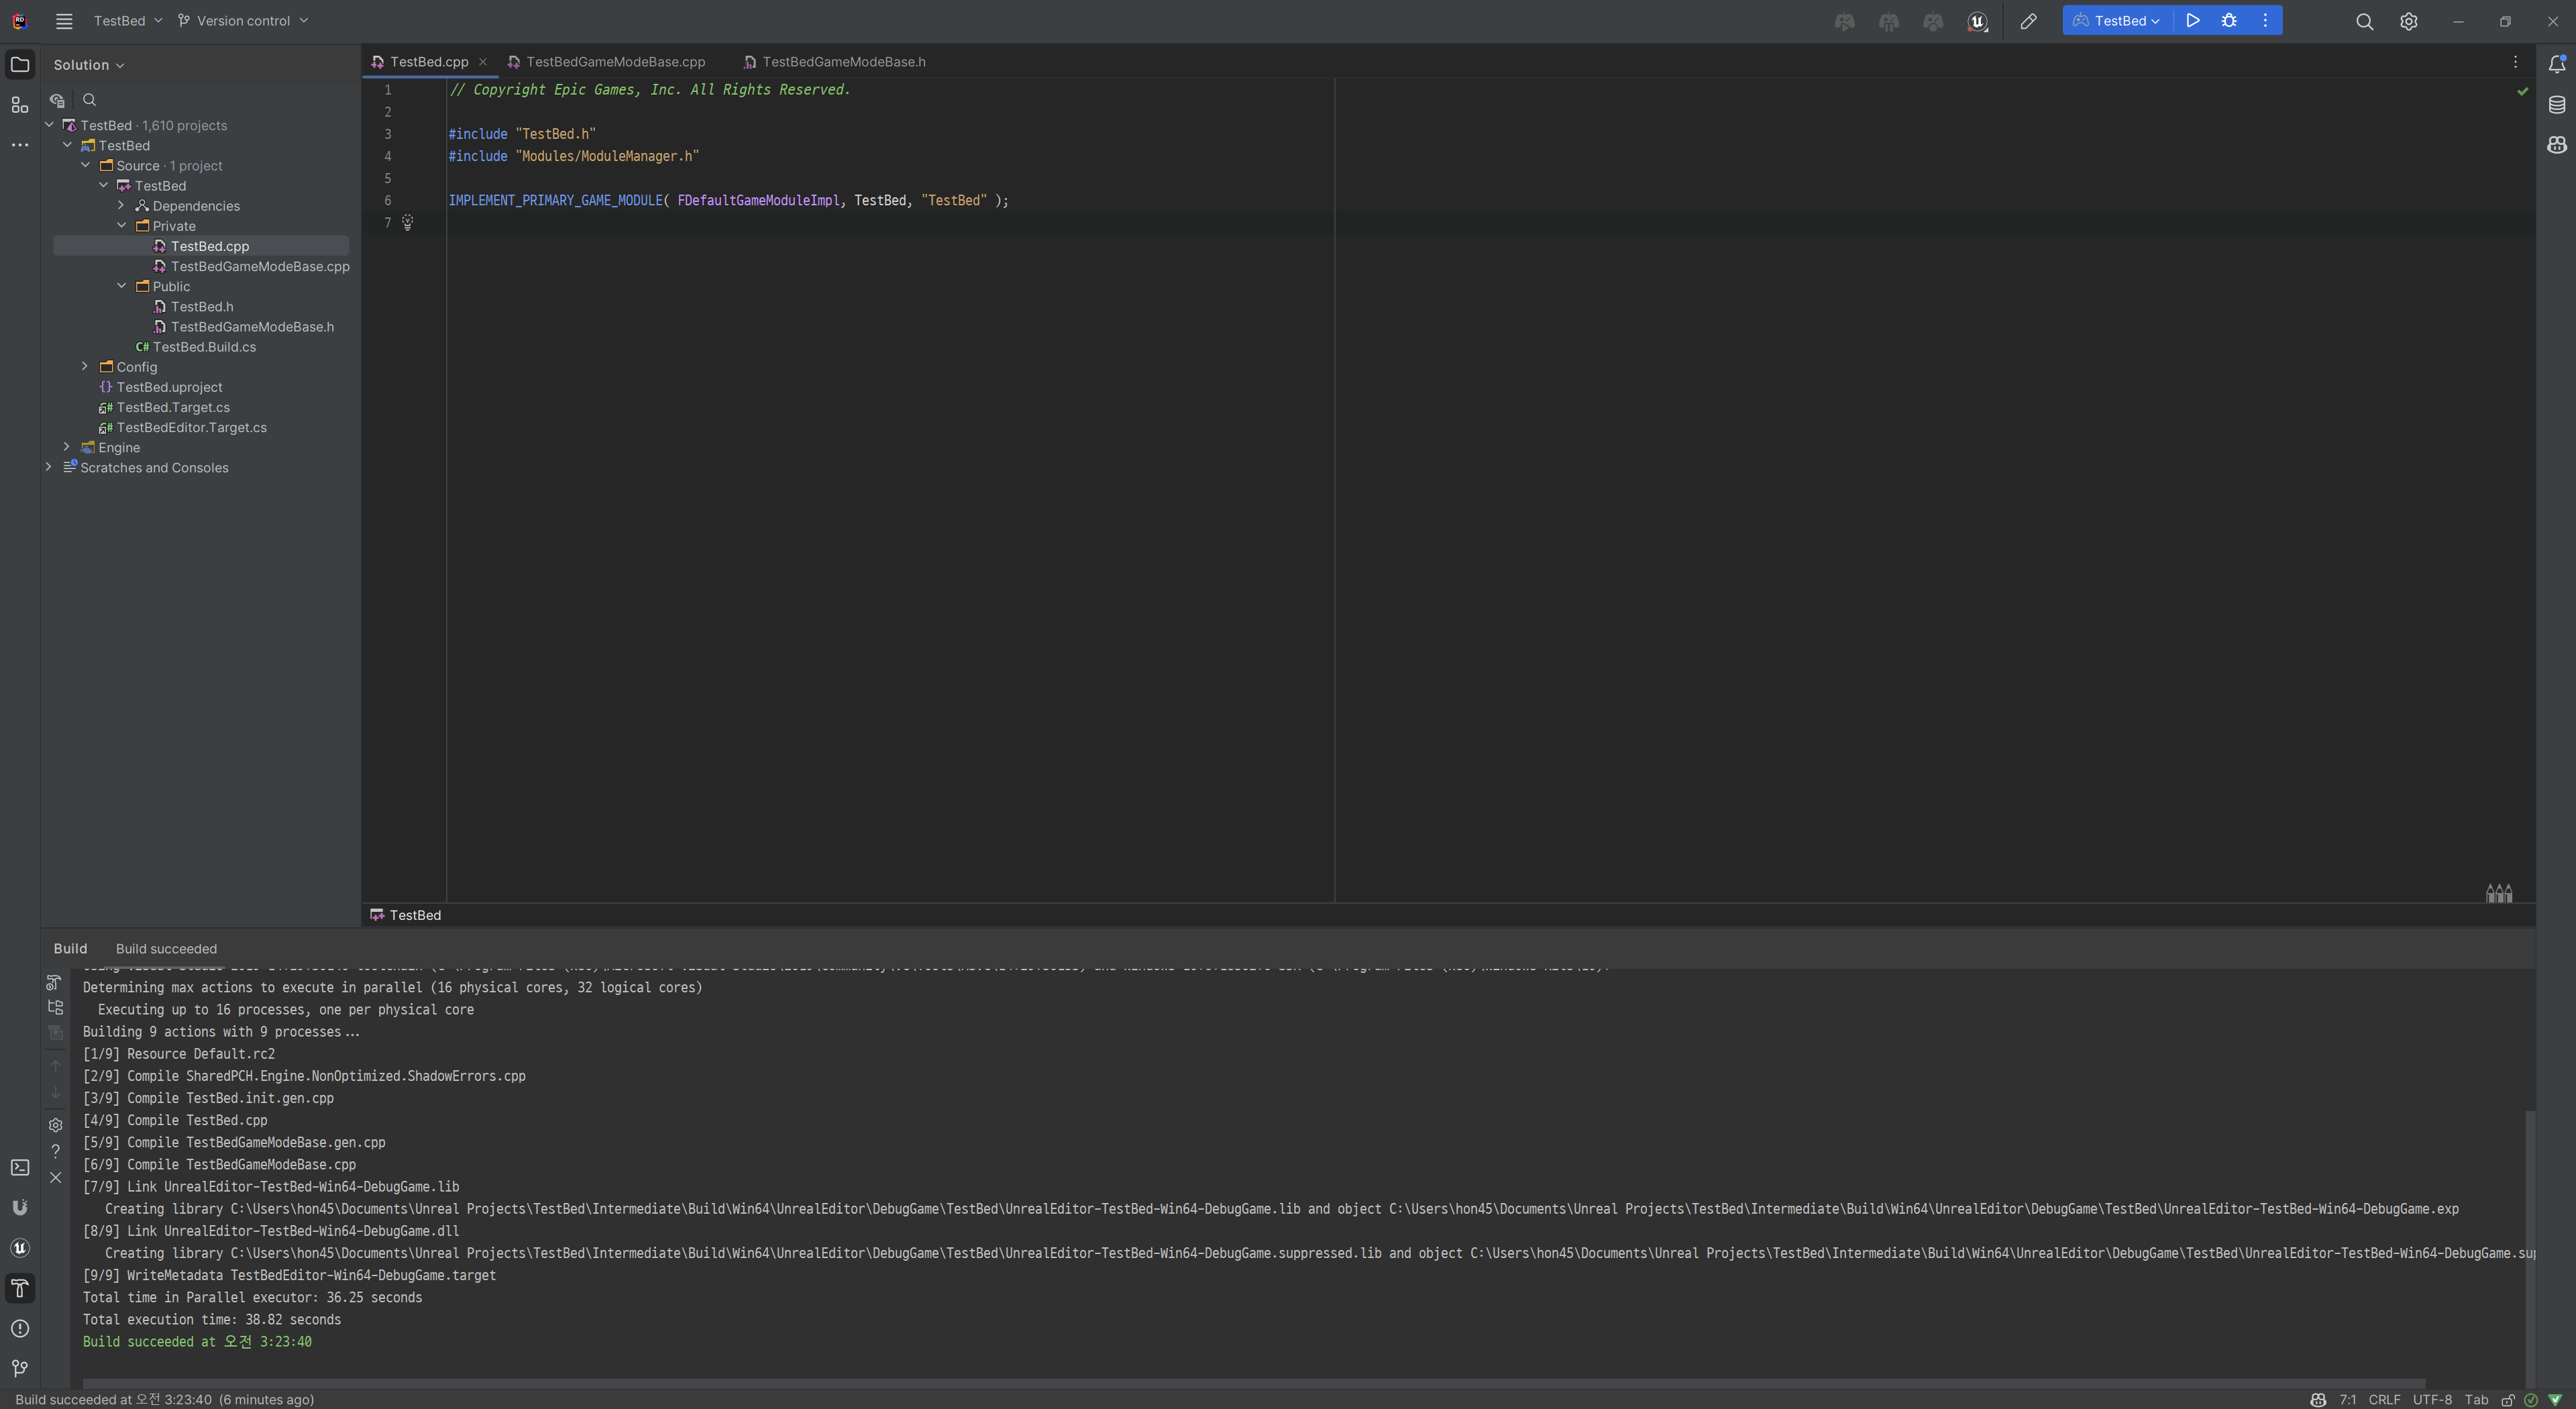 TestBed Version control TestBed
Solution
TestBed.cpp TestBedGameModeBase.cpp TestBedGameModeBase.h
TestBed · 1,610 projects
TestBed
Source · 1 project
TestBed
Dependencies
Private
TestBed.cpp
TestBedGameModeBase.cpp
Public
TestBed.h
TestBedGameModeBase.h
C# TestBed.Build.cs
Config
{} TestBed.uproject
TestBed.Target.cs
TestBedEditor.Target.cs
Engine
Scratches and Consoles
1 // Copyright Epic Games, Inc. All Rights Reserved.
2
3 #include "TestBed.h"
4 #include "Modules/ModuleManager.h"
5
6 IMPLEMENT_PRIMARY_GAME_MODULE( FDefaultGameModuleImpl, TestBed, "TestBed" );
7
TestBed
Build Build succeeded
Determining max actions to execute in parallel (16 physical cores, 32 logical cores)
Executing up to 16 processes, one per physical core
Building 9 actions with 9 processes...
[1/9] Resource Default.rc2
[2/9] Compile SharedPCH.Engine.NonOptimized.ShadowErrors.cpp
[3/9] Compile TestBed.init.gen.cpp
[4/9] Compile TestBed.cpp
[5/9] Compile TestBedGameModeBase.gen.cpp
[6/9] Compile TestBedGameModeBase.cpp
[7/9] Link UnrealEditor-TestBed-Win64-DebugGame.lib
Creating library C:\Users\hon45\Documents\Unreal Projects\TestBed\Intermediate\Build\Win64\UnrealEditor\DebugGame\TestBed\UnrealEditor-TestBed-Win64-DebugGame.lib and object C:\Users\hon45\Documents\Unreal Projects\TestBed\Intermediate\Build\Win64\UnrealEditor\DebugGame\TestBed\UnrealEditor-TestBed-Win64-DebugGame.exp
[8/9] Link UnrealEditor-TestBed-Win64-DebugGame.dll
Creating library C:\Users\hon45\Documents\Unreal Projects\TestBed\Intermediate\Build\Win64\UnrealEditor\DebugGame\TestBed\UnrealEditor-TestBed-Win64-DebugGame.suppressed.lib and object C:\Users\hon45\Documents\Unreal Projects\TestBed\Intermediate\Build\Win64\UnrealEditor\DebugGame\TestBed\UnrealEditor-TestBed-Win64-DebugGame.su
[9/9] WriteMetadata TestBedEditor-Win64-DebugGame.target
Total time in Parallel executor: 36.25 seconds
Total execution time: 38.82 seconds
Build succeeded at 오전 3:23:40
Build succeeded at 오전 3:23:40 (6 minutes ago) 7:1 CRLF UTF-8 Tab